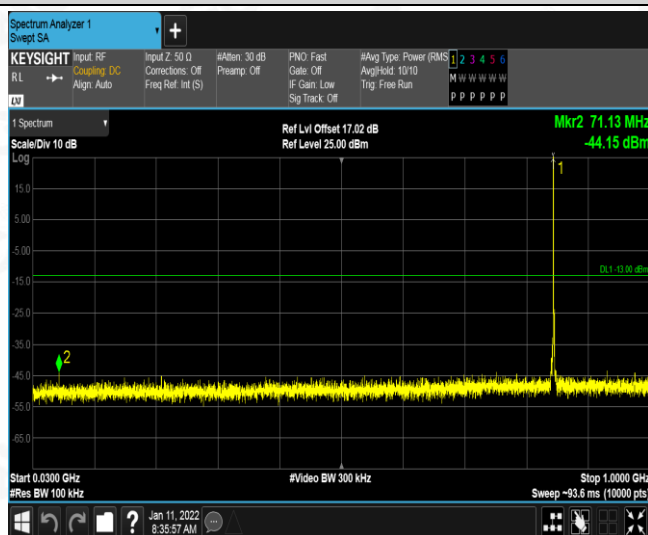 Spectrum Analyzer 1
Swept SA
+
KEYSIGHT
RL
Input: RF
Coupling: DC
Align: Auto
Input Z: 50 Ω
Corrections: Off
Freq Ref: Int (S)
#Atten: 30 dB
Preamp: Off
PNO: Fast
Gate: Off
IF Gain: Low
Sig Track: Off
#Avg Type: Power (RMS
Avg|Hold: 10/10
Trig: Free Run
1 2 3 4 5 6
M W W W W W
P P P P P P
LXI
1 Spectrum
Scale/Div 10 dB
Ref Lvl Offset 17.02 dB
Ref Level 25.00 dBm
Mkr2 71.13 MHz
-44.15 dBm
Log
1
15.0
5.00
-5.00
DL1 -13.00 dBm
-15.0
-25.0
-35.0
2
-45.0
-55.0
-65.0
Start 0.0300 GHz
#Res BW 100 kHz
#Video BW 300 kHz
Stop 1.0000 GHz
Sweep ~93.6 ms (10000 pts)
?
Jan 11, 2022
8:35:57 AM